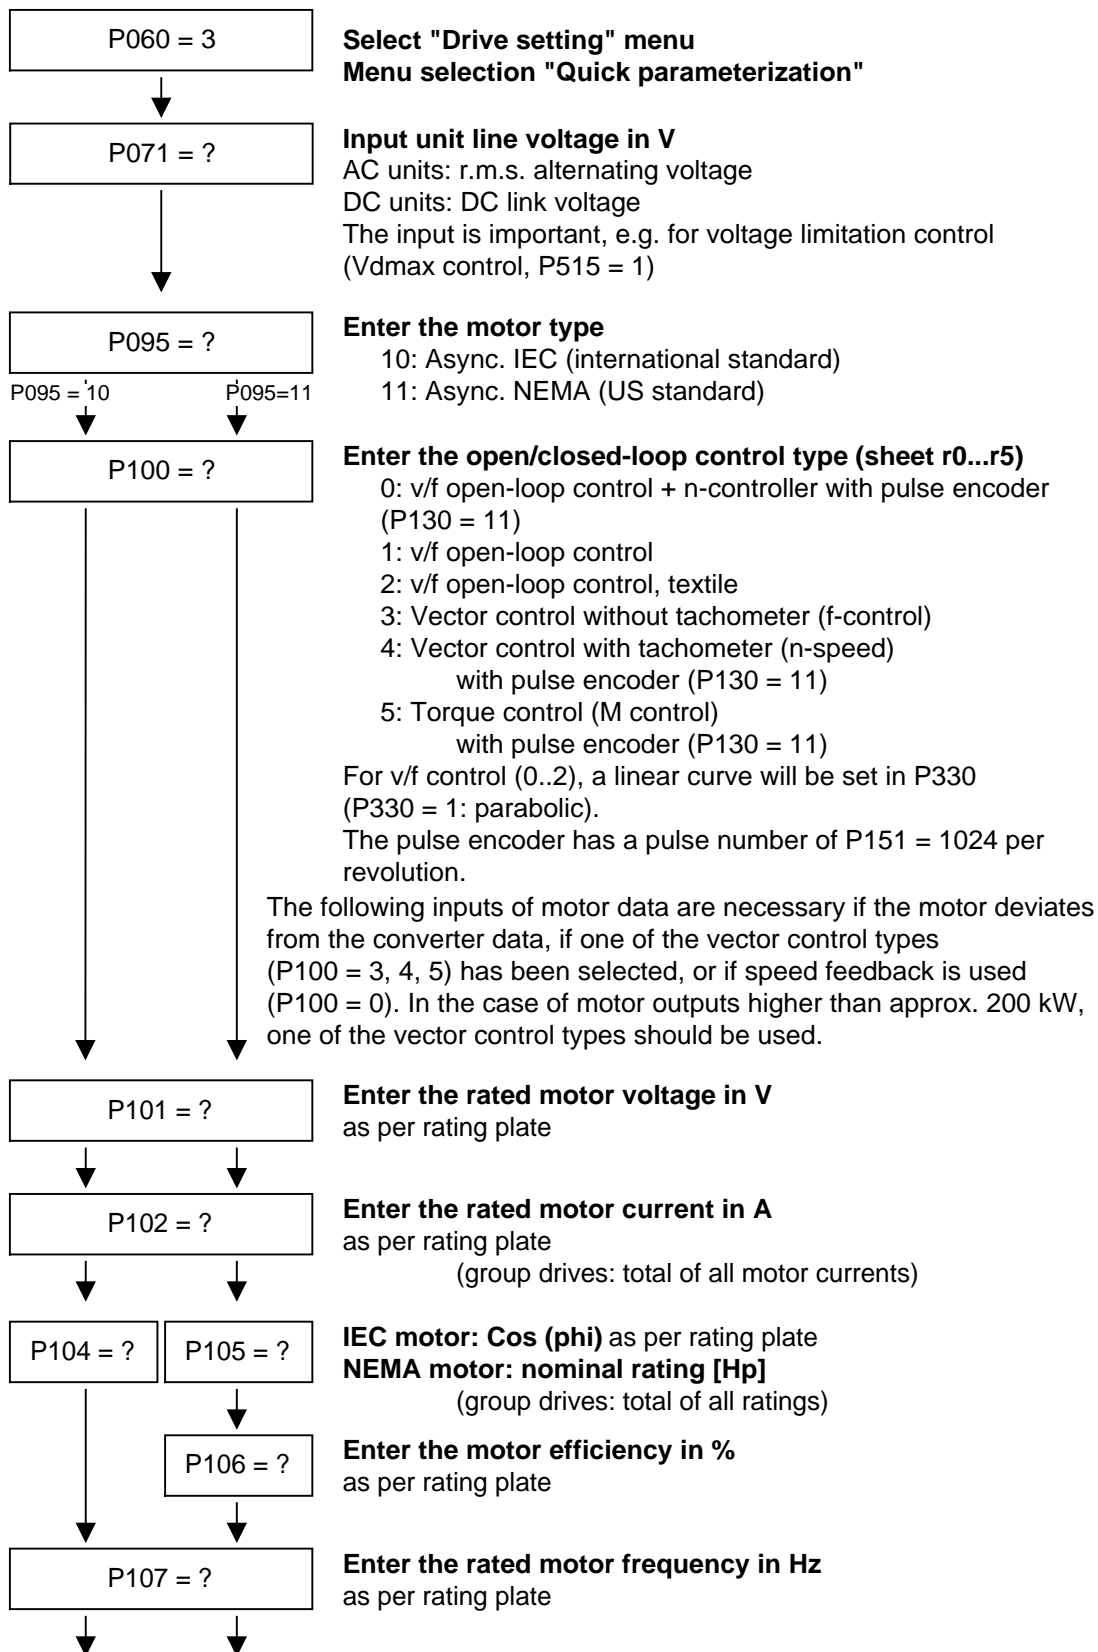 P060 = 3
Select "Drive setting" menu
Menu selection "Quick parameterization"
P071 = ?
Input unit line voltage in V
AC units: r.m.s. alternating voltage
DC units: DC link voltage
The input is important, e.g. for voltage limitation control
(Vdmax control, P515 = 1)
P095 = ?
Enter the motor type
10: Async. IEC (international standard)
11: Async. NEMA (US standard)
P095 = 10 P095=11
P100 = ?
Enter the open/closed-loop control type (sheet r0...r5)
0: v/f open-loop control + n-controller with pulse encoder
(P130 = 11)
1: v/f open-loop control
2: v/f open-loop control, textile
3: Vector control without tachometer (f-control)
4: Vector control with tachometer (n-speed)
with pulse encoder (P130 = 11)
5: Torque control (M control)
with pulse encoder (P130 = 11)
For v/f control (0..2), a linear curve will be set in P330
(P330 = 1: parabolic).
The pulse encoder has a pulse number of P151 = 1024 per
revolution.
The following inputs of motor data are necessary if the motor deviates
from the converter data, if one of the vector control types
(P100 = 3, 4, 5) has been selected, or if speed feedback is used
(P100 = 0). In the case of motor outputs higher than approx. 200 kW,
one of the vector control types should be used.
P101 = ?
Enter the rated motor voltage in V
as per rating plate
P102 = ?
Enter the rated motor current in A
as per rating plate
(group drives: total of all motor currents)
P104 = ? P105 = ?
IEC motor: Cos (phi) as per rating plate
NEMA motor: nominal rating [Hp]
(group drives: total of all ratings)
P106 = ?
Enter the motor efficiency in %
as per rating plate
P107 = ?
Enter the rated motor frequency in Hz
as per rating plate